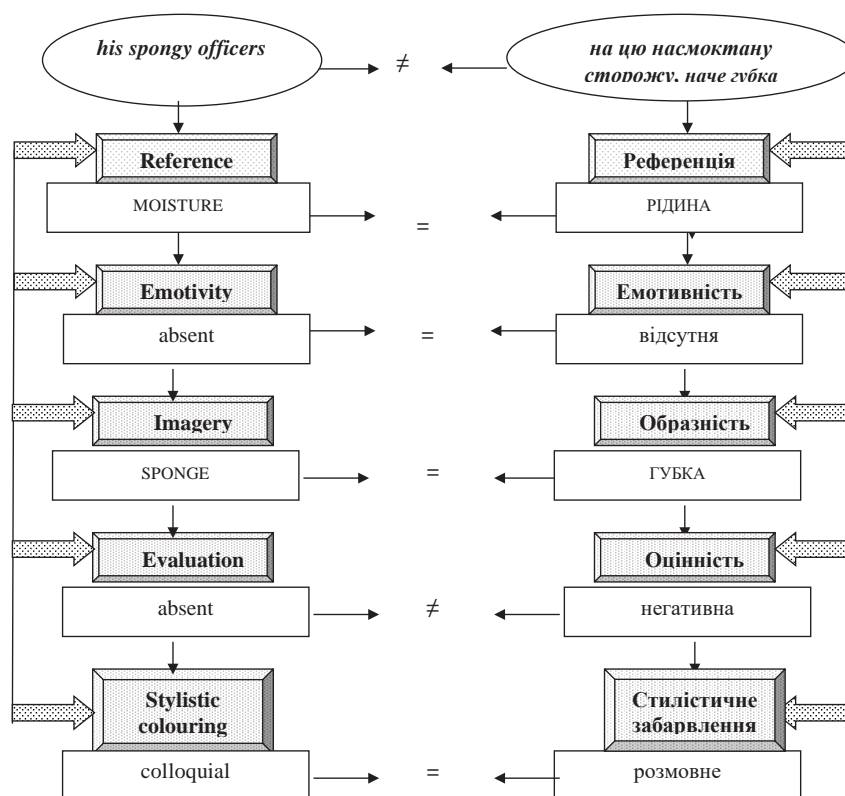 his spongy officers
≠
на цю насмоктану
сторожу, наче губка
Reference
Референція
MOISTURE
=
РІДИНА
Emotivity
Емотивність
absent
=
відсутня
Imagery
Образність
SPONGE
=
ГУБКА
Evaluation
Оцінність
absent
≠
негативна
Stylistic
colouring
Стилістичне
забарвлення
colloquial
=
розмовне